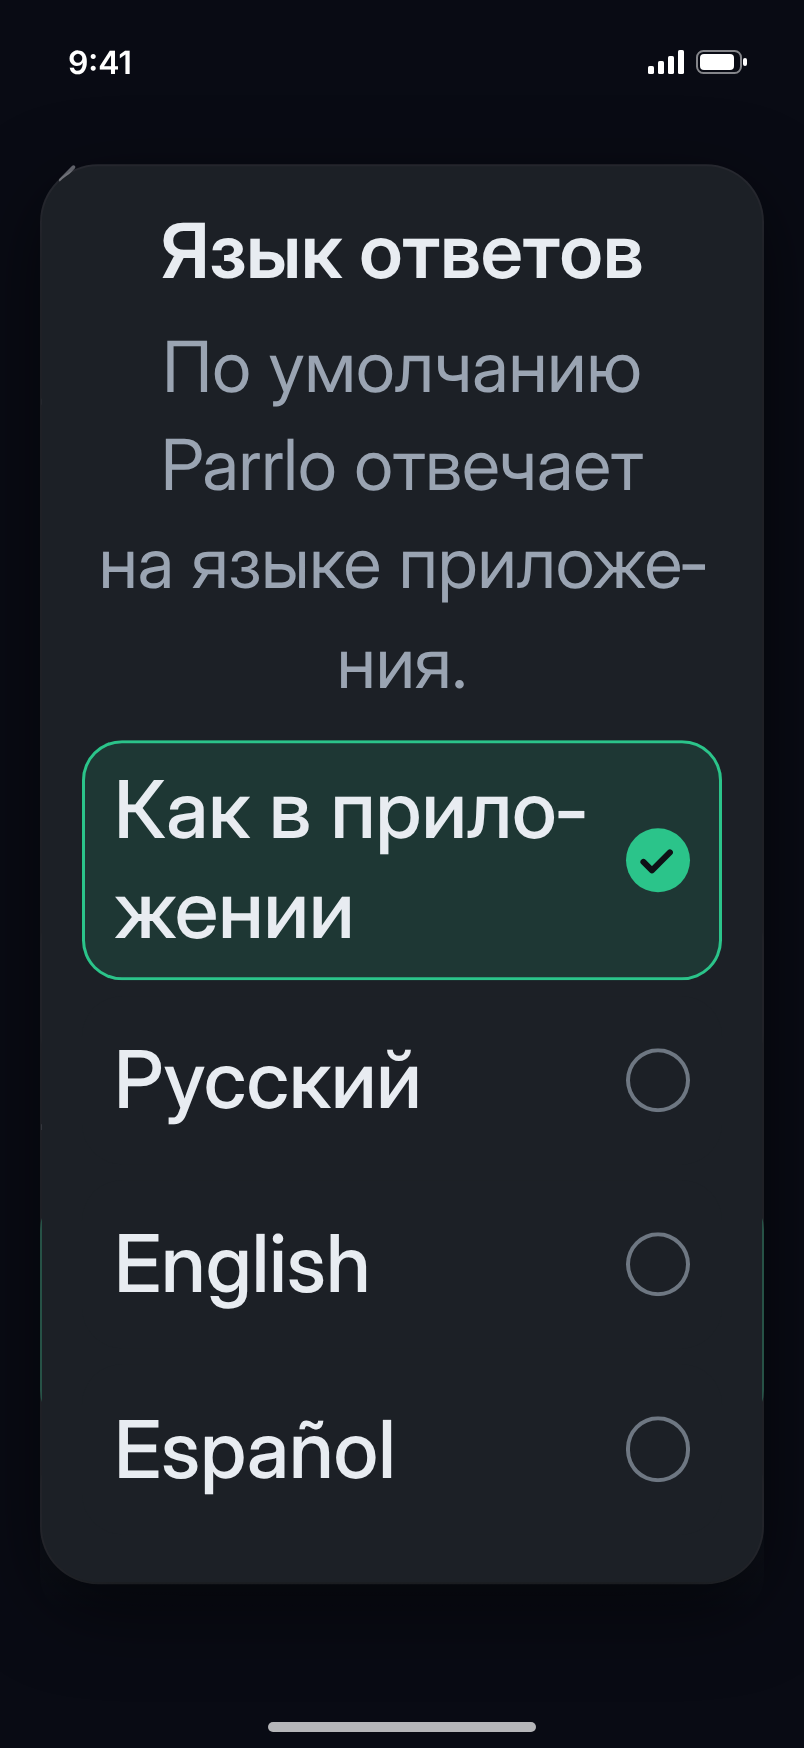 9:41
Язык ответов
По умолчанию
Parrlo отвечает
на языке приложе-
ния.
Как в прило-
жении
Русский
English
Español